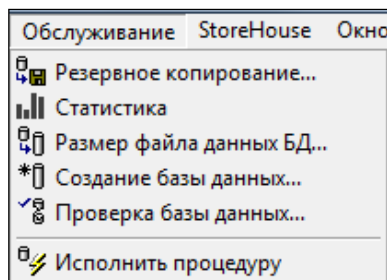 Обслуживание StoreHouse Окно
Резервное копирование...
Статистика
Размер файла данных БД...
Создание базы данных...
Проверка базы данных...
Исполнить процедуру